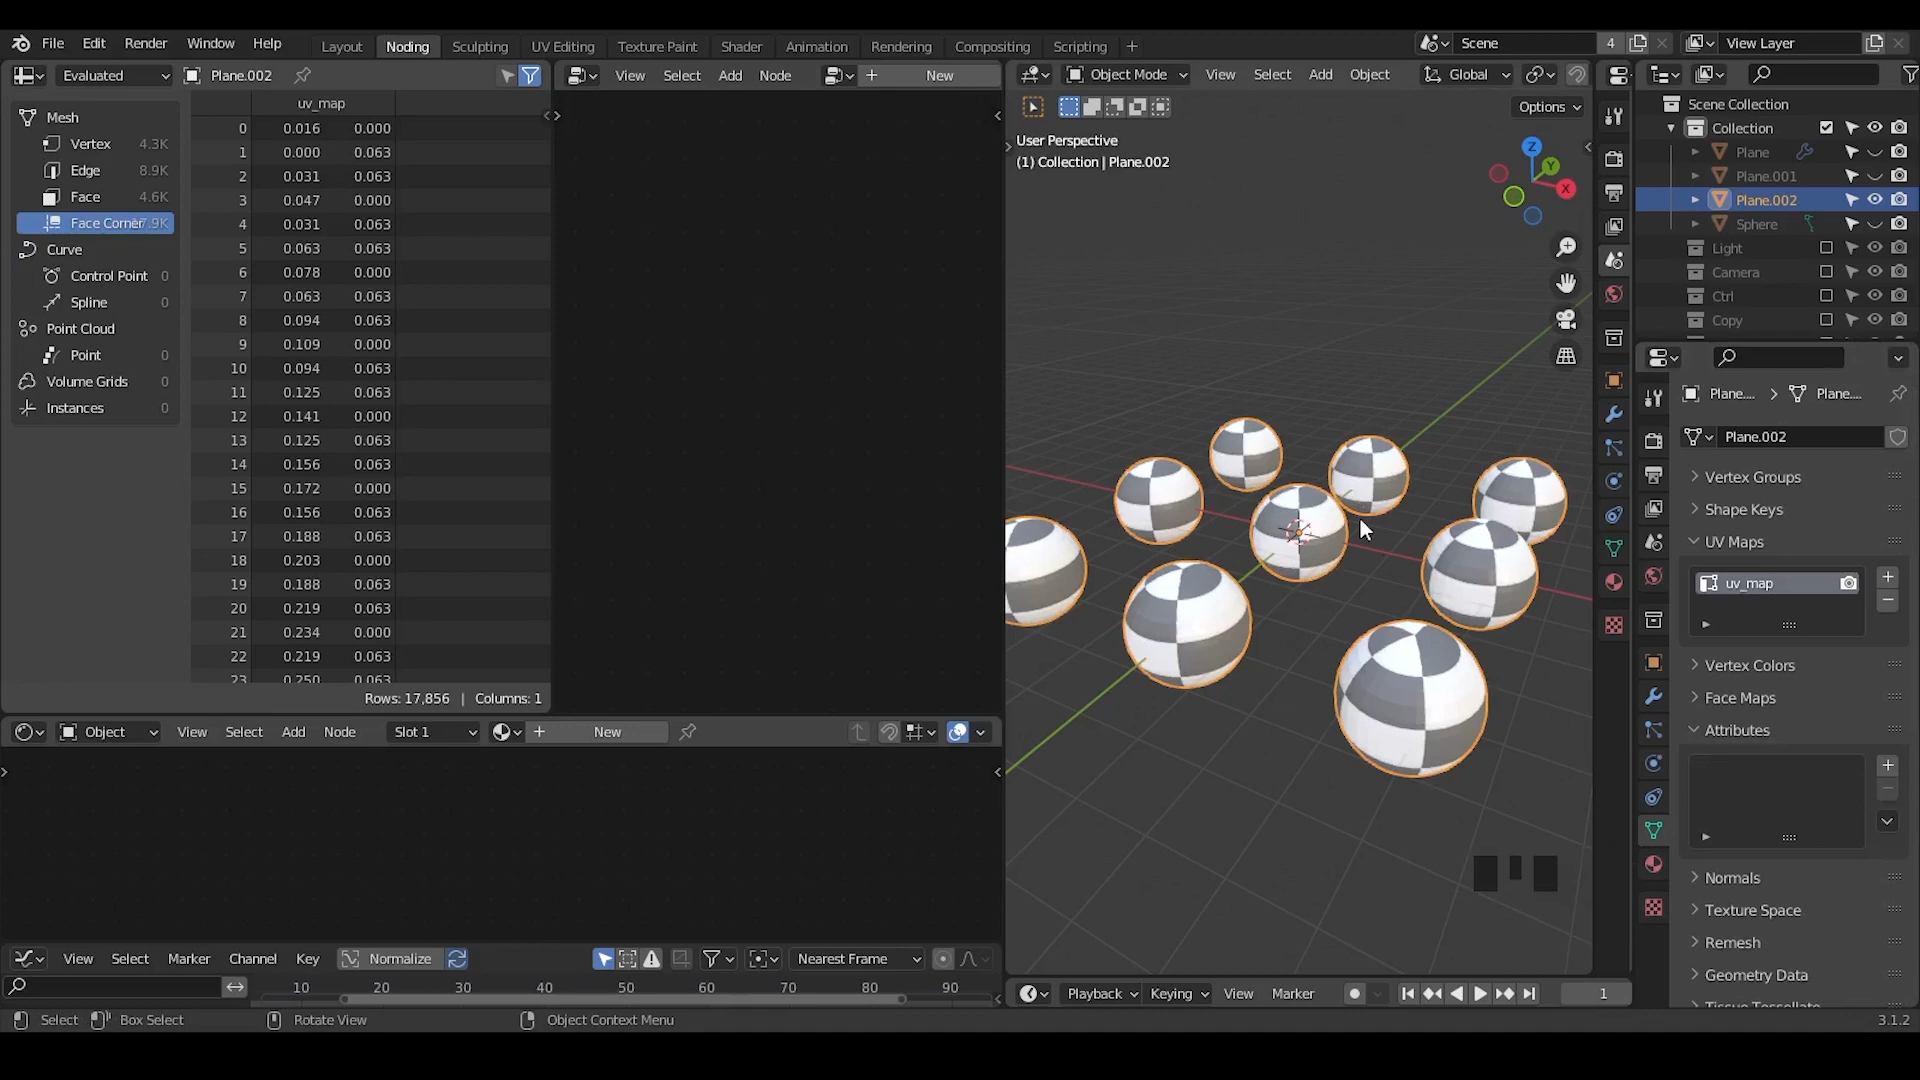 File Edit Render Window Help Layout Noding Sculpting UV Editing Texture Paint Shader Animation Rendering Compositing Scripting + Scene 4 View Layer
Evaluated Plane.002 View Select Add Node + New Object Mode View Select Add Object Global
uv_map
Mesh
Vertex 4.3K
Edge 8.9K
Face 4.6K
Face Corner 7.9K
Curve
Control Point 0
Spline 0
Point Cloud
Point 0
Volume Grids 0
Instances 0
0 0.016 0.000
1 0.000 0.063
2 0.031 0.063
3 0.047 0.000
4 0.031 0.063
5 0.063 0.063
6 0.078 0.000
7 0.063 0.063
8 0.094 0.063
9 0.109 0.000
10 0.094 0.063
11 0.125 0.063
12 0.141 0.000
13 0.125 0.063
14 0.156 0.063
15 0.172 0.000
16 0.156 0.063
17 0.188 0.063
18 0.203 0.000
19 0.188 0.063
20 0.219 0.063
21 0.234 0.000
22 0.219 0.063
23 0.250 0.063
Rows: 17,856 | Columns: 1
Options
User Perspective
(1) Collection | Plane.002
Z
Y
X
Scene Collection
Collection
Plane
Plane.001
Plane.002
Sphere
Light
Camera
Ctrl
Copy
Plane.... > Plane....
Plane.002
Vertex Groups
Shape Keys
UV Maps
uv_map
Vertex Colors
Face Maps
Attributes
Normals
Texture Space
Remesh
Geometry Data
Tissue Tessellate
Object View Select Add Node Slot 1 + New
View Select Marker Channel Key Normalize Nearest Frame
10 20 30 40 50 60 70 80 90
Playback Keying View Marker 1
Select Box Select Rotate View Object Context Menu 3.1.2